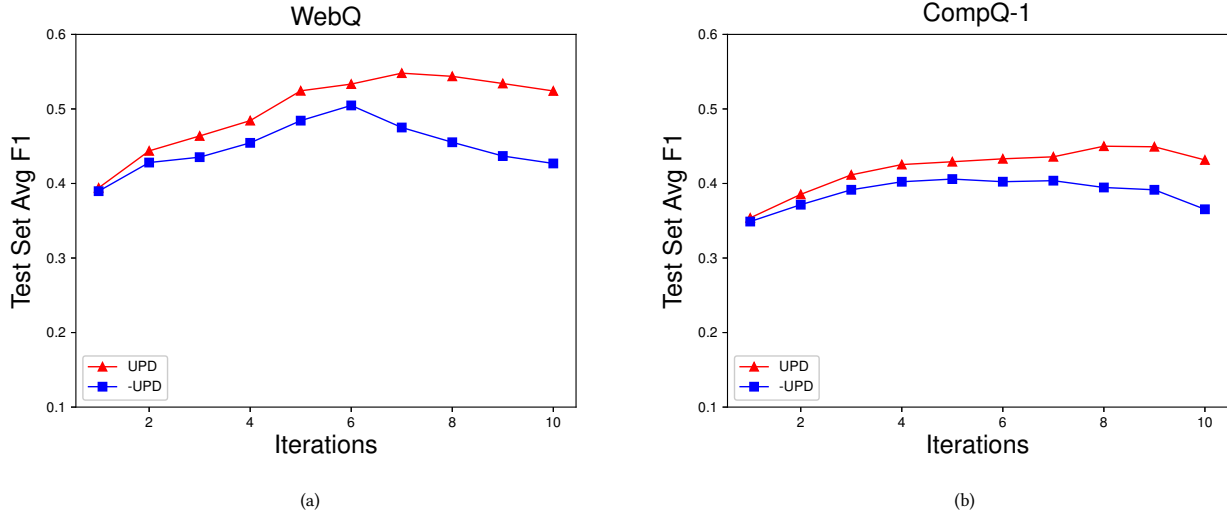 WebQ
0.6
0.5
0.4
0.3
0.2
0.1
Test Set Avg F1
UPD
-UPD
2 4 6 8 10
Iterations
(a)
CompQ-1
0.6
0.5
0.4
0.3
0.2
0.1
Test Set Avg F1
UPD
-UPD
2 4 6 8 10
Iterations
(b)